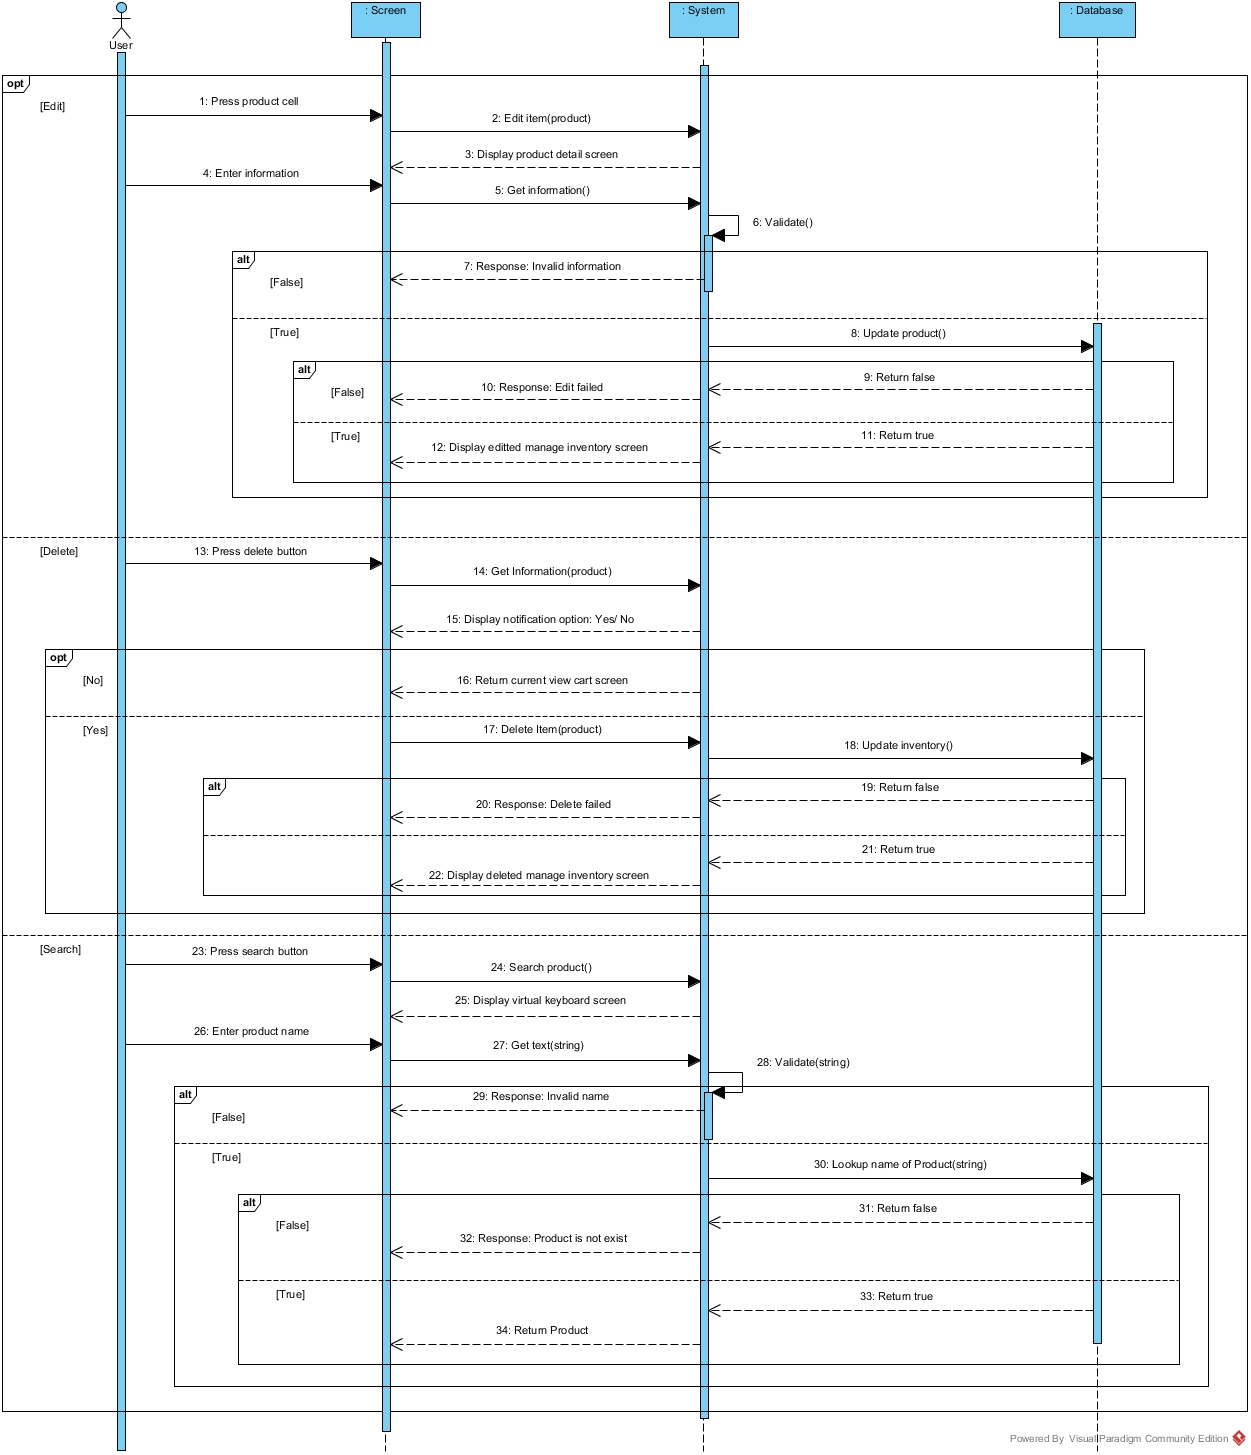 : Screen
: System
: Database
User
opt
[Edit]
1: Press product cell
2: Edit item(product)
3: Display product detail screen
4: Enter information
5: Get information()
6: Validate()
alt
7: Response: Invalid information
[False]
[True]
8: Update product()
alt
9: Return false
10: Response: Edit failed
[False]
[True]
11: Return true
12: Display editted manage inventory screen
[Delete]
13: Press delete button
14: Get Information(product)
15: Display notification option: Yes/ No
opt
[No]
16: Return current view cart screen
[Yes]
17: Delete Item(product)
18: Update inventory()
alt
19: Return false
20: Response: Delete failed
21: Return true
22: Display deleted manage inventory screen
[Search]
23: Press search button
24: Search product()
25: Display virtual keyboard screen
26: Enter product name
27: Get text(string)
28: Validate(string)
alt
29: Response: Invalid name
[False]
[True]
30: Lookup name of Product(string)
alt
31: Return false
[False]
32: Response: Product is not exist
[True]
33: Return true
34: Return Product
Powered By Visual Paradigm Community Edition